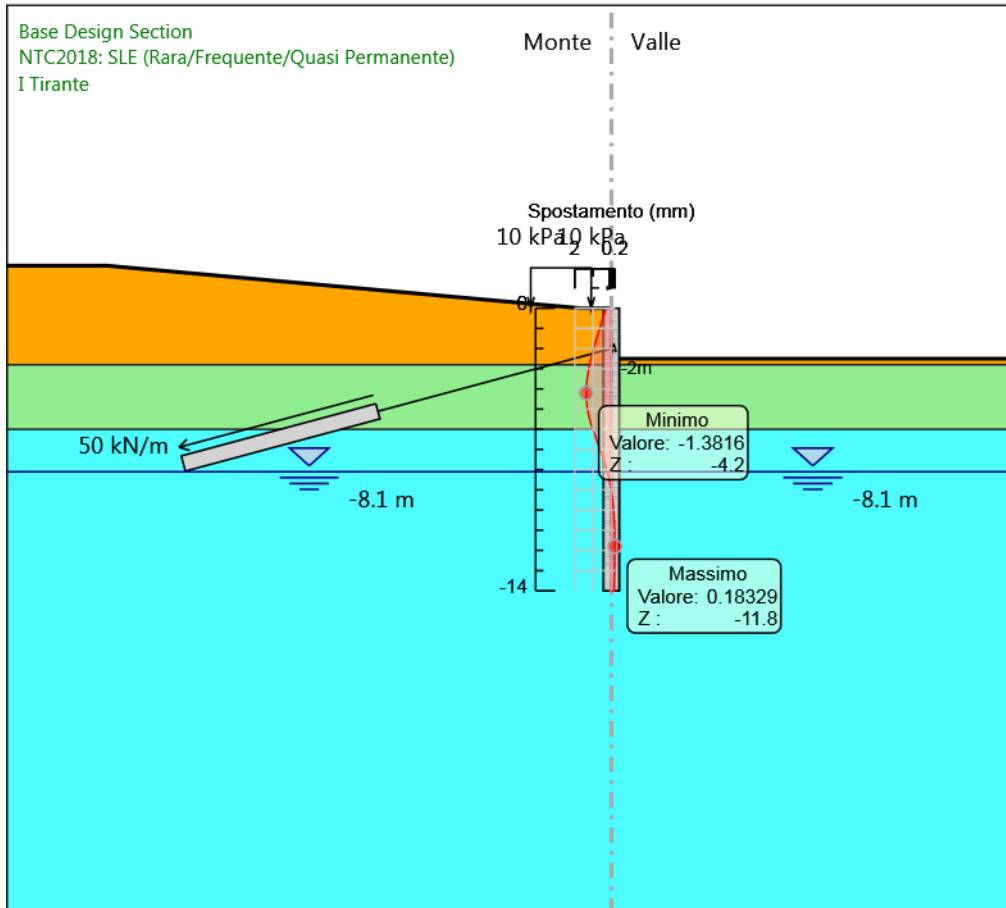 Base Design Section
NTC2018: SLE (Rara/Frequente/Quasi Permanente)
I Tirante
Monte
Valle
Spostamento (mm)
10 kPa
10 kPa
2
0.2
0
-2m
Minimo
Valore: -1.3816
Z : -4.2
50 kN/m
-8.1 m
-8.1 m
-14
Massimo
Valore: 0.18329
Z : -11.8